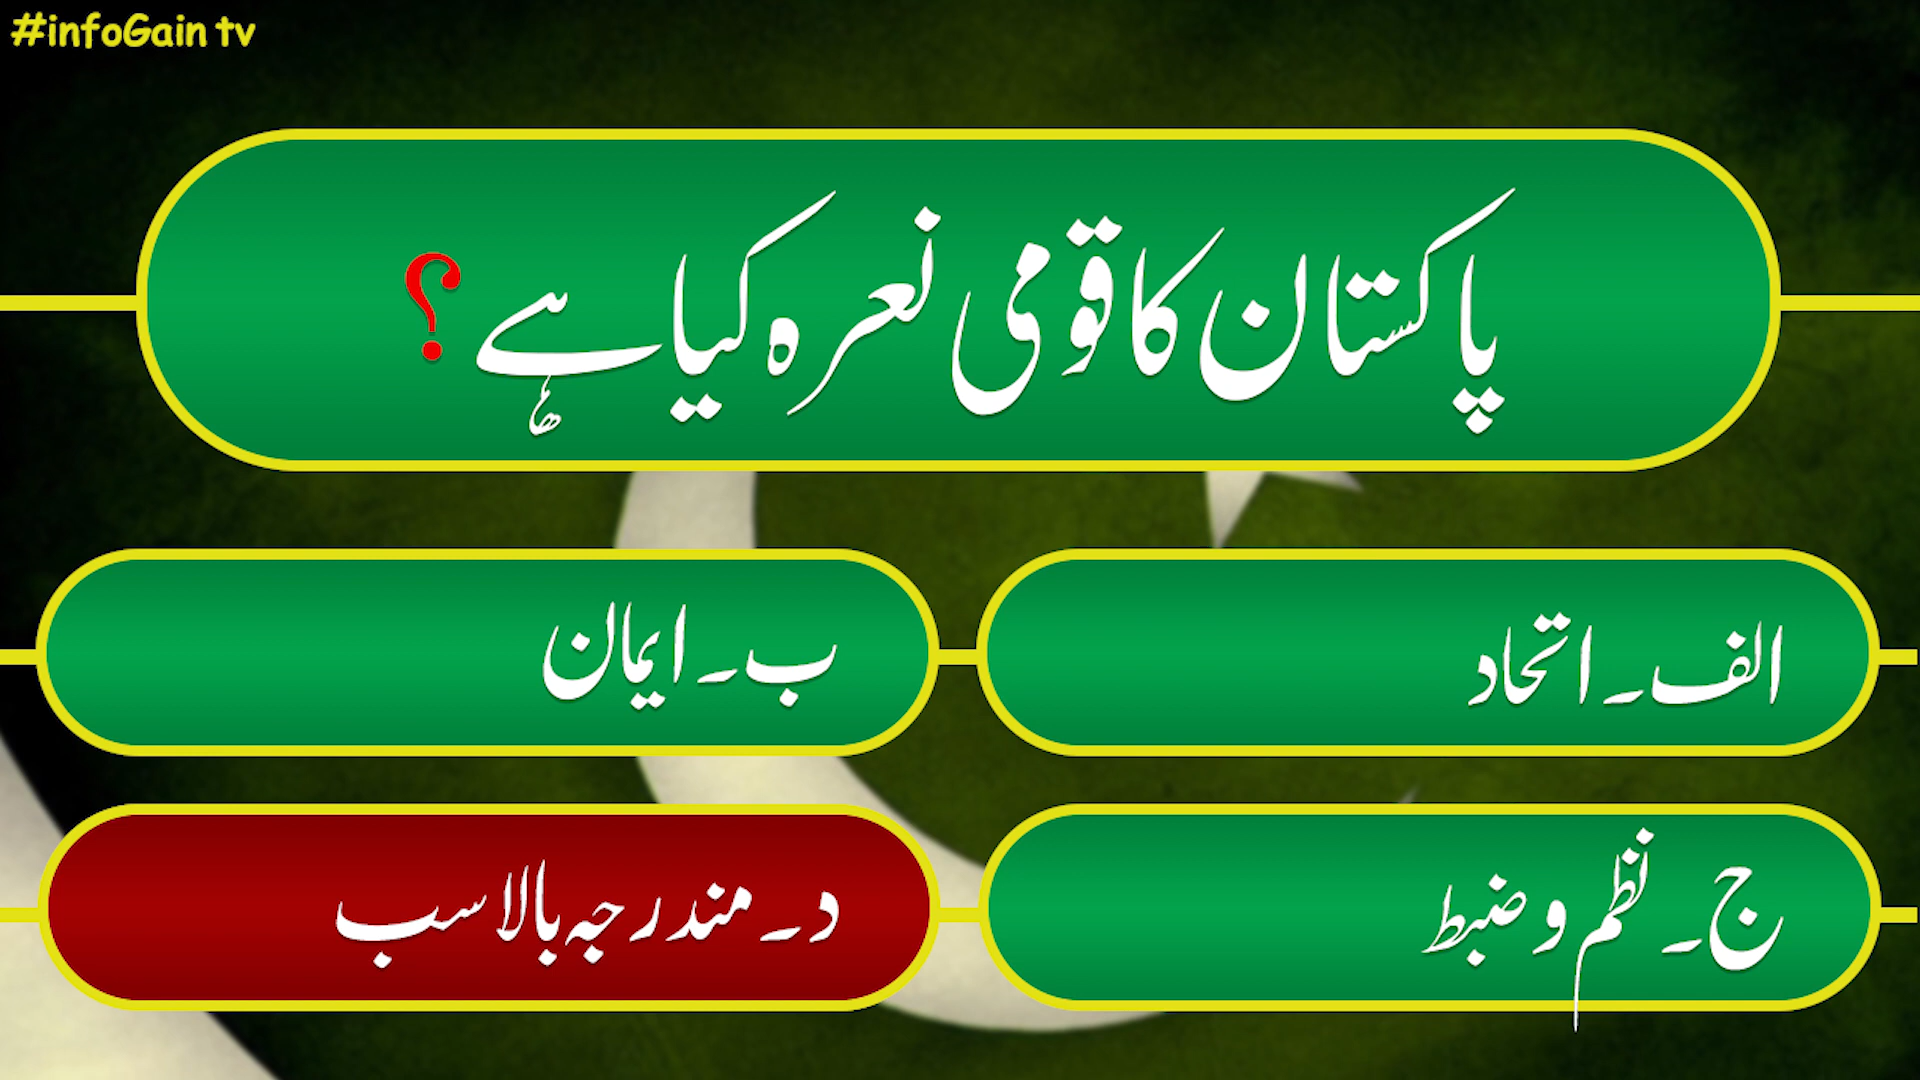 #infoGain tv
پاکستان کا قومی نعرہ کیا ہے؟
الف۔ اتحاد
ب۔ ایمان
ج۔ نظم و ضبط
د۔ مندرجہ بالا سب